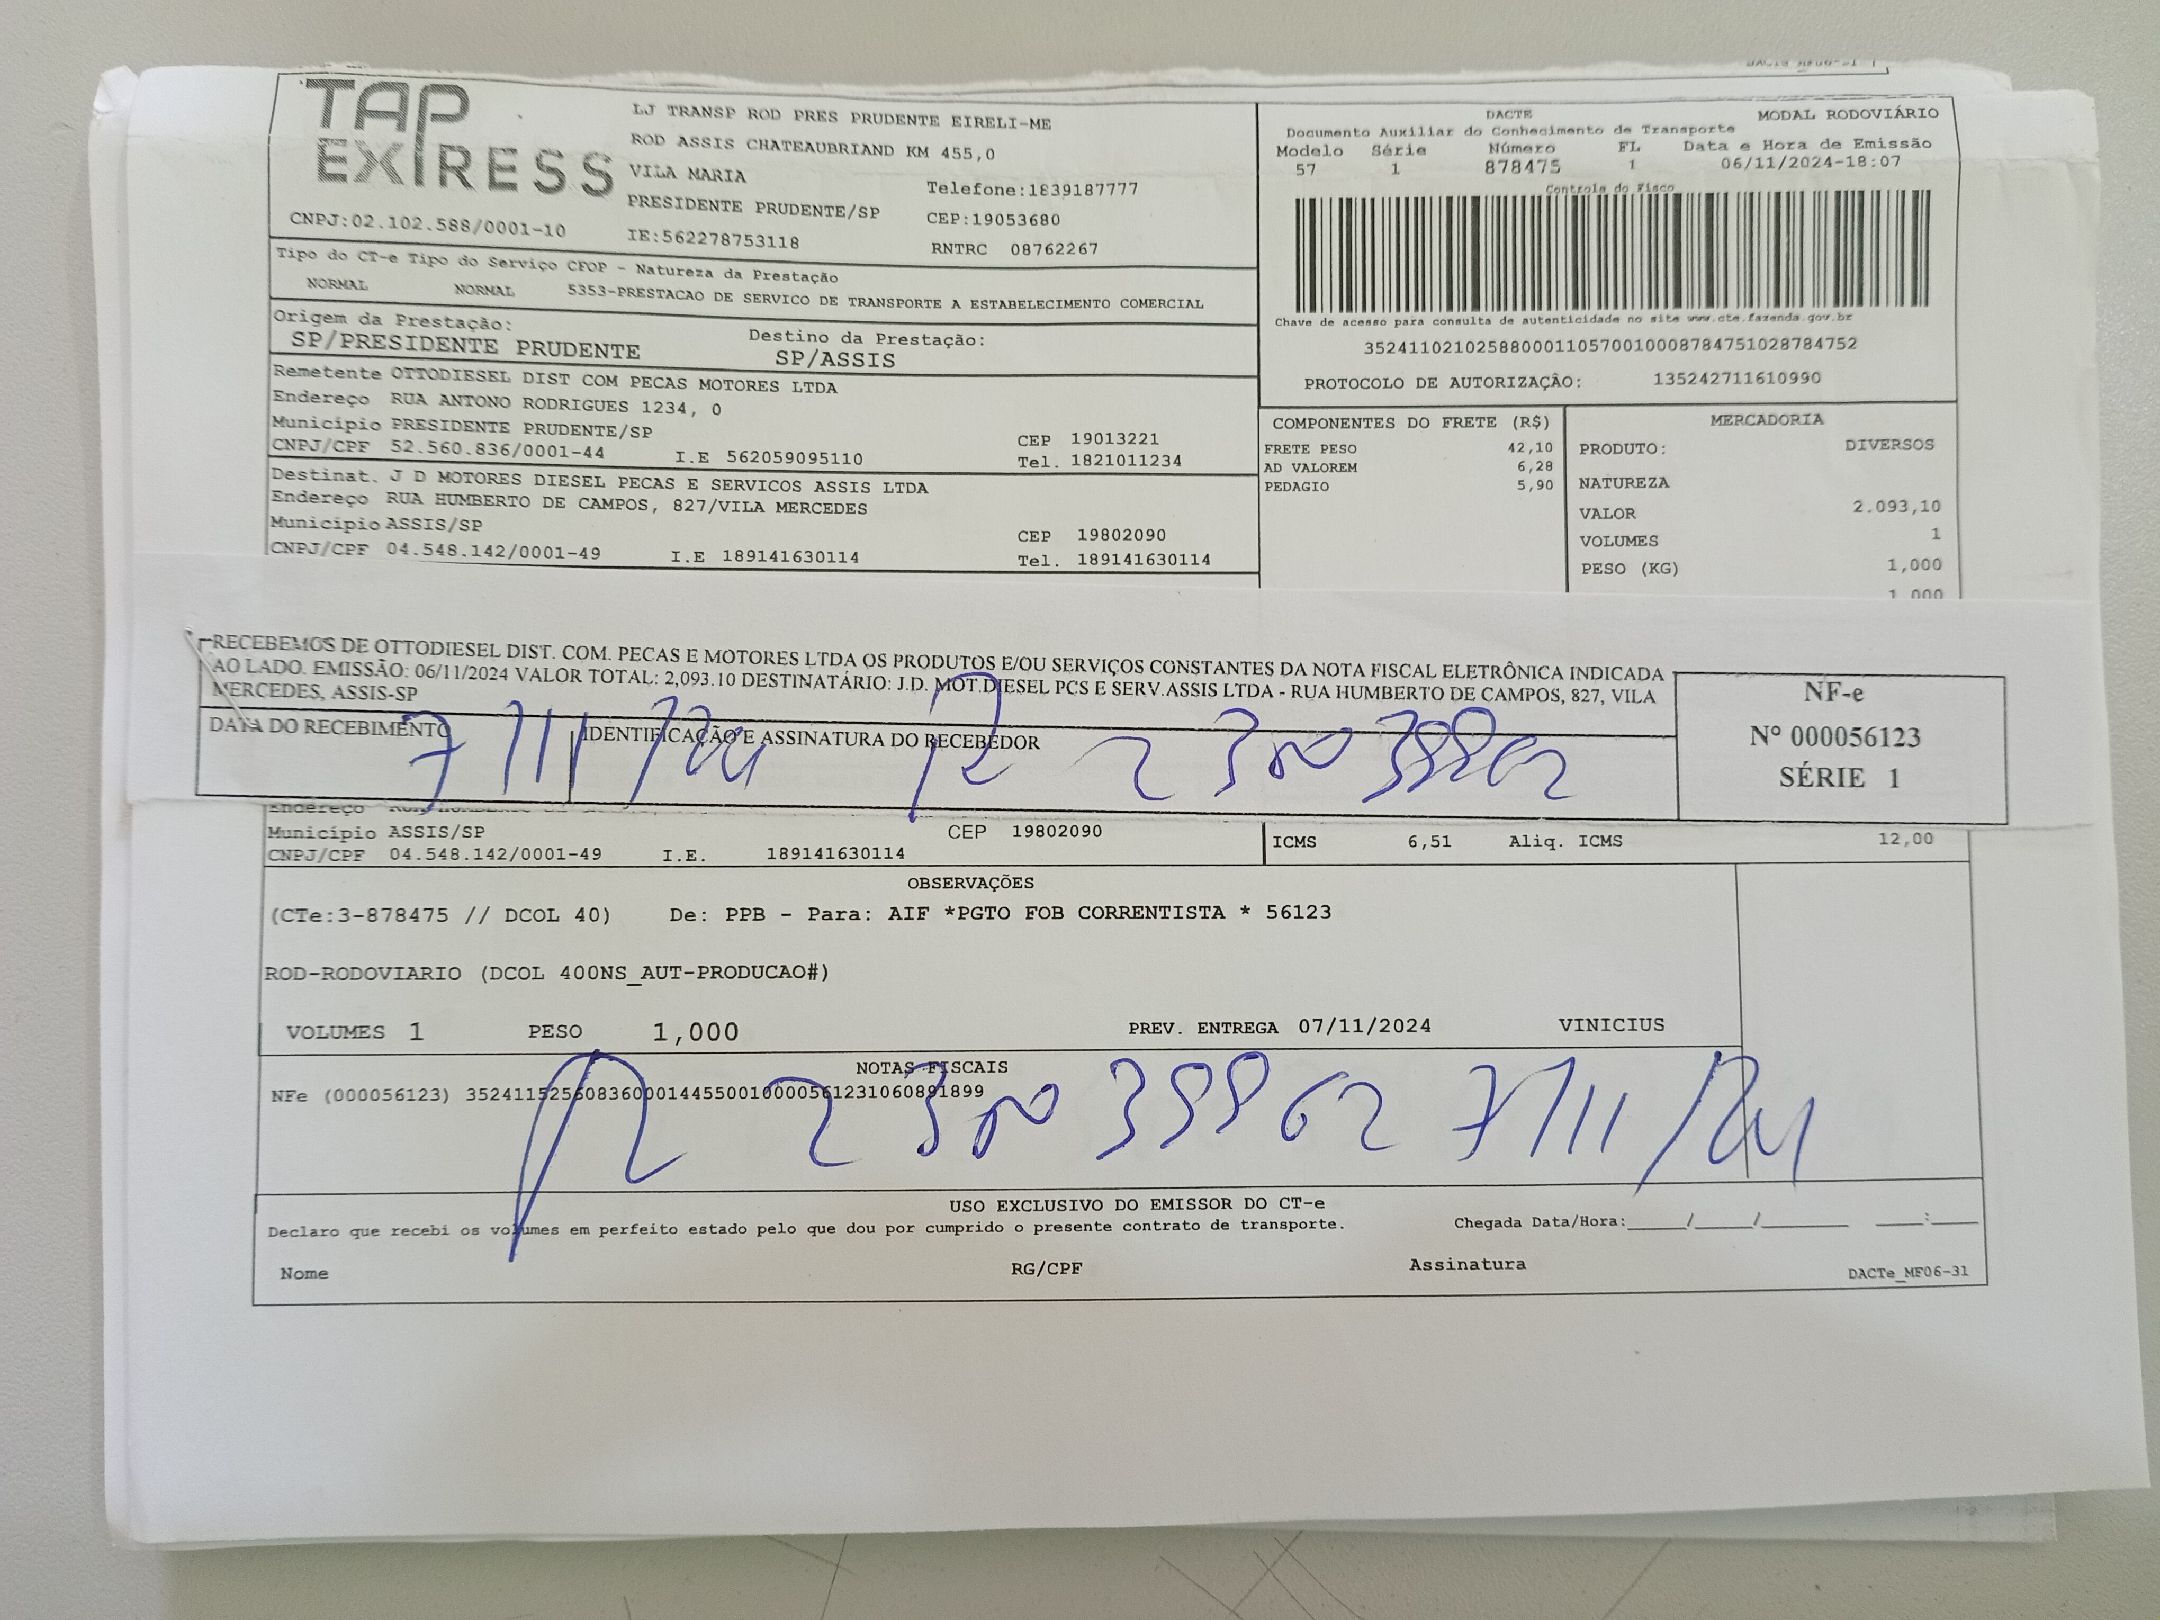 TAP
EXPRESS
CNPJ:02.102.588/0001-10
LJ TRANSP ROD PRES PRUDENTE EIRELI-ME
ROD ASSIS CHATEAUBRIAND KM 455,0
VILA MARIA
Telefone:1839187777
PRESIDENTE PRUDENTE/SP
CEP:19053680
IE:562278753118
RNTRC 08762267
DACTE
MODAL RODOVIÁRIO
Documento Auxiliar do Conhecimento de Transporte
Modelo Série Número FL Data e Hora de Emissão
57 1 878475 1 06/11/2024-18:07
Controle do Fisco
Chave de acesso para consulta de autenticidade no site www.cte.fazenda.gov.br
35241102102588000110570010008784751028784752
PROTOCOLO DE AUTORIZAÇÃO: 135242711610990
Tipo do CT-e Tipo do Serviço CFOP - Natureza da Prestação
NORMAL NORMAL 5353-PRESTACAO DE SERVICO DE TRANSPORTE A ESTABELECIMENTO COMERCIAL
Origem da Prestação: Destino da Prestação:
SP/PRESIDENTE PRUDENTE SP/ASSIS
Remetente OTTODIESEL DIST COM PECAS MOTORES LTDA
Endereço RUA ANTONO RODRIGUES 1234, 0
Município PRESIDENTE PRUDENTE/SP CEP 19013221
CNPJ/CPF 52.560.836/0001-44 I.E 562059095110 Tel. 1821011234
Destinat. J D MOTORES DIESEL PECAS E SERVICOS ASSIS LTDA
Endereço RUA HUMBERTO DE CAMPOS, 827/VILA MERCEDES
Município ASSIS/SP CEP 19802090
CNPJ/CPF 04.548.142/0001-49 I.E 189141630114 Tel. 189141630114
COMPONENTES DO FRETE (R$)
FRETE PESO 42,10
AD VALOREM 6,28
PEDAGIO 5,90
MERCADORIA
PRODUTO: DIVERSOS
NATUREZA
VALOR 2.093,10
VOLUMES 1
PESO (KG) 1,000
1,000
RECEBEMOS DE OTTODIESEL DIST. COM. PECAS E MOTORES LTDA OS PRODUTOS E/OU SERVIÇOS CONSTANTES DA NOTA FISCAL ELETRÔNICA INDICADA
AO LADO. EMISSÃO: 06/11/2024 VALOR TOTAL: 2,093.10 DESTINATÁRIO: J.D. MOT.DIESEL PCS E SERV.ASSIS LTDA - RUA HUMBERTO DE CAMPOS, 827, VILA
MERCEDES, ASSIS-SP
DATA DO RECEBIMENTO IDENTIFICAÇÃO E ASSINATURA DO RECEBEDOR
7/11/24
NF-e
Nº 000056123
SÉRIE 1
Endereço
Município ASSIS/SP CEP 19802090
CNPJ/CPF 04.548.142/0001-49 I.E. 189141630114
ICMS 6,51 Aliq. ICMS 12,00
OBSERVAÇÕES
(CTe:3-878475 // DCOL 40) De: PPB - Para: AIF *PGTO FOB CORRENTISTA * 56123
ROD-RODOVIARIO (DCOL 400NS_AUT-PRODUCAO#)
VOLUMES 1 PESO 1,000 PREV. ENTREGA 07/11/2024 VINICIUS
NOTAS FISCAIS
NFe (000056123) 35241152560836000144550010000561231060891899
7/11/24
USO EXCLUSIVO DO EMISSOR DO CT-e
Declaro que recebi os volumes em perfeito estado pelo que dou por cumprido o presente contrato de transporte. Chegada Data/Hora:____/____/______ ___:___
Nome RG/CPF Assinatura
DACTe_MF06-31